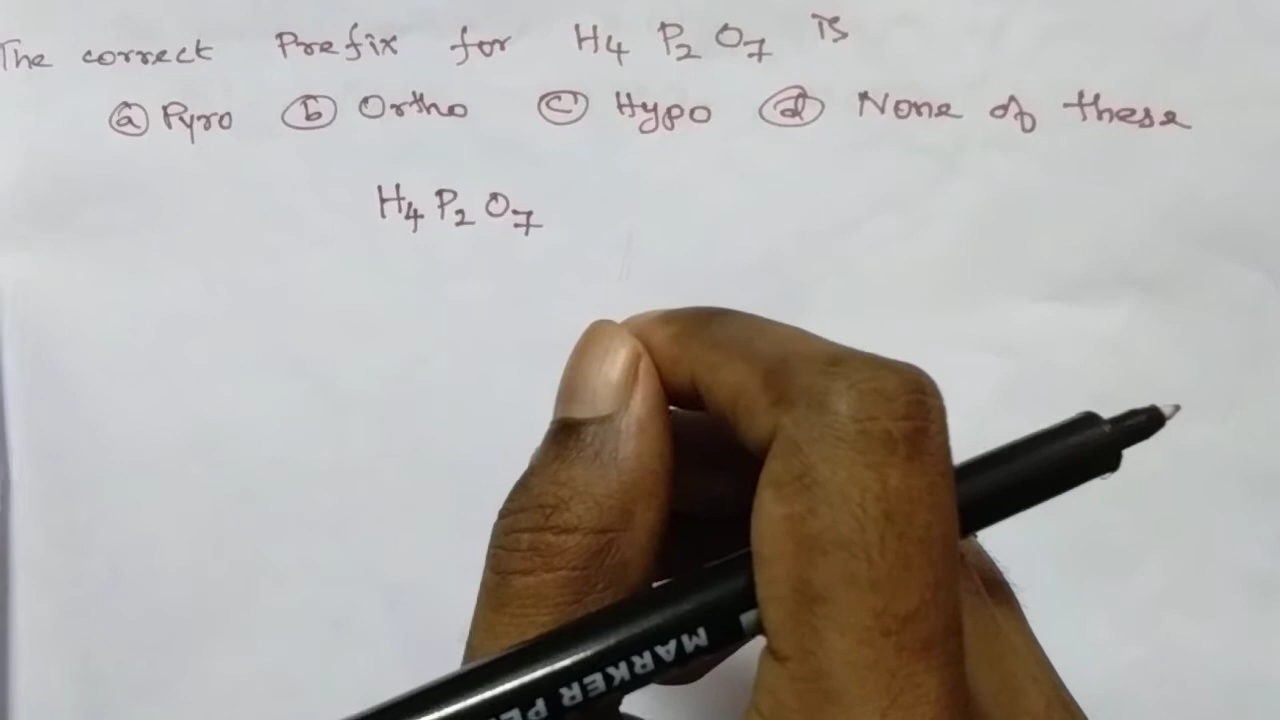 The correct Prefix for H4 P2 O7 is
(a) Pyro (b) Ortho (c) Hypo (d) None of these
H4 P2 O7
MARKER PE